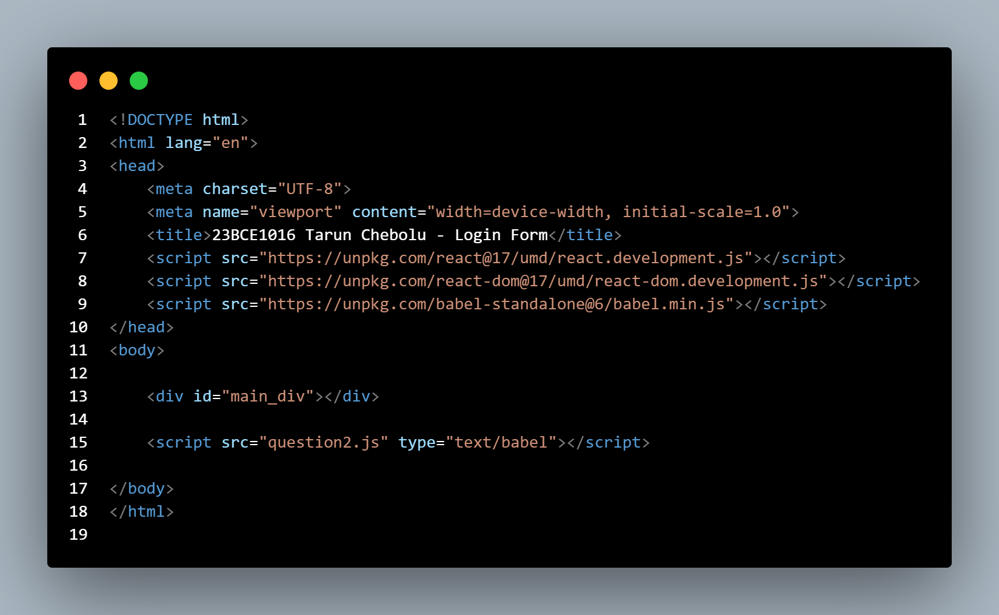 1 <!DOCTYPE html>
2 <html lang="en">
3 <head>
4     <meta charset="UTF-8">
5     <meta name="viewport" content="width=device-width, initial-scale=1.0">
6     <title>23BCE1016 Tarun Chebolu - Login Form</title>
7     <script src="https://unpkg.com/react@17/umd/react.development.js"></script>
8     <script src="https://unpkg.com/react-dom@17/umd/react-dom.development.js"></script>
9     <script src="https://unpkg.com/babel-standalone@6/babel.min.js"></script>
10 </head>
11 <body>
12
13     <div id="main_div"></div>
14
15     <script src="question2.js" type="text/babel"></script>
16
17 </body>
18 </html>
19